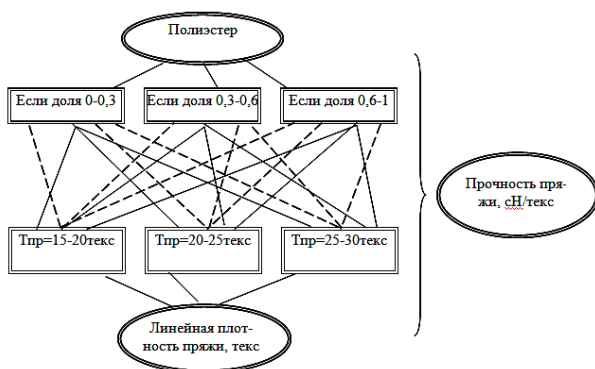 Полиэстер
Если доля 0-0,3
Если доля 0,3-0,6
Если доля 0,6-1
Прочность пря-
жи, сН/текс
Тпр=15-20текс
Тпр=20-25текс
Тпр=25-30текс
Линейная плот-
ность пряжи, текс